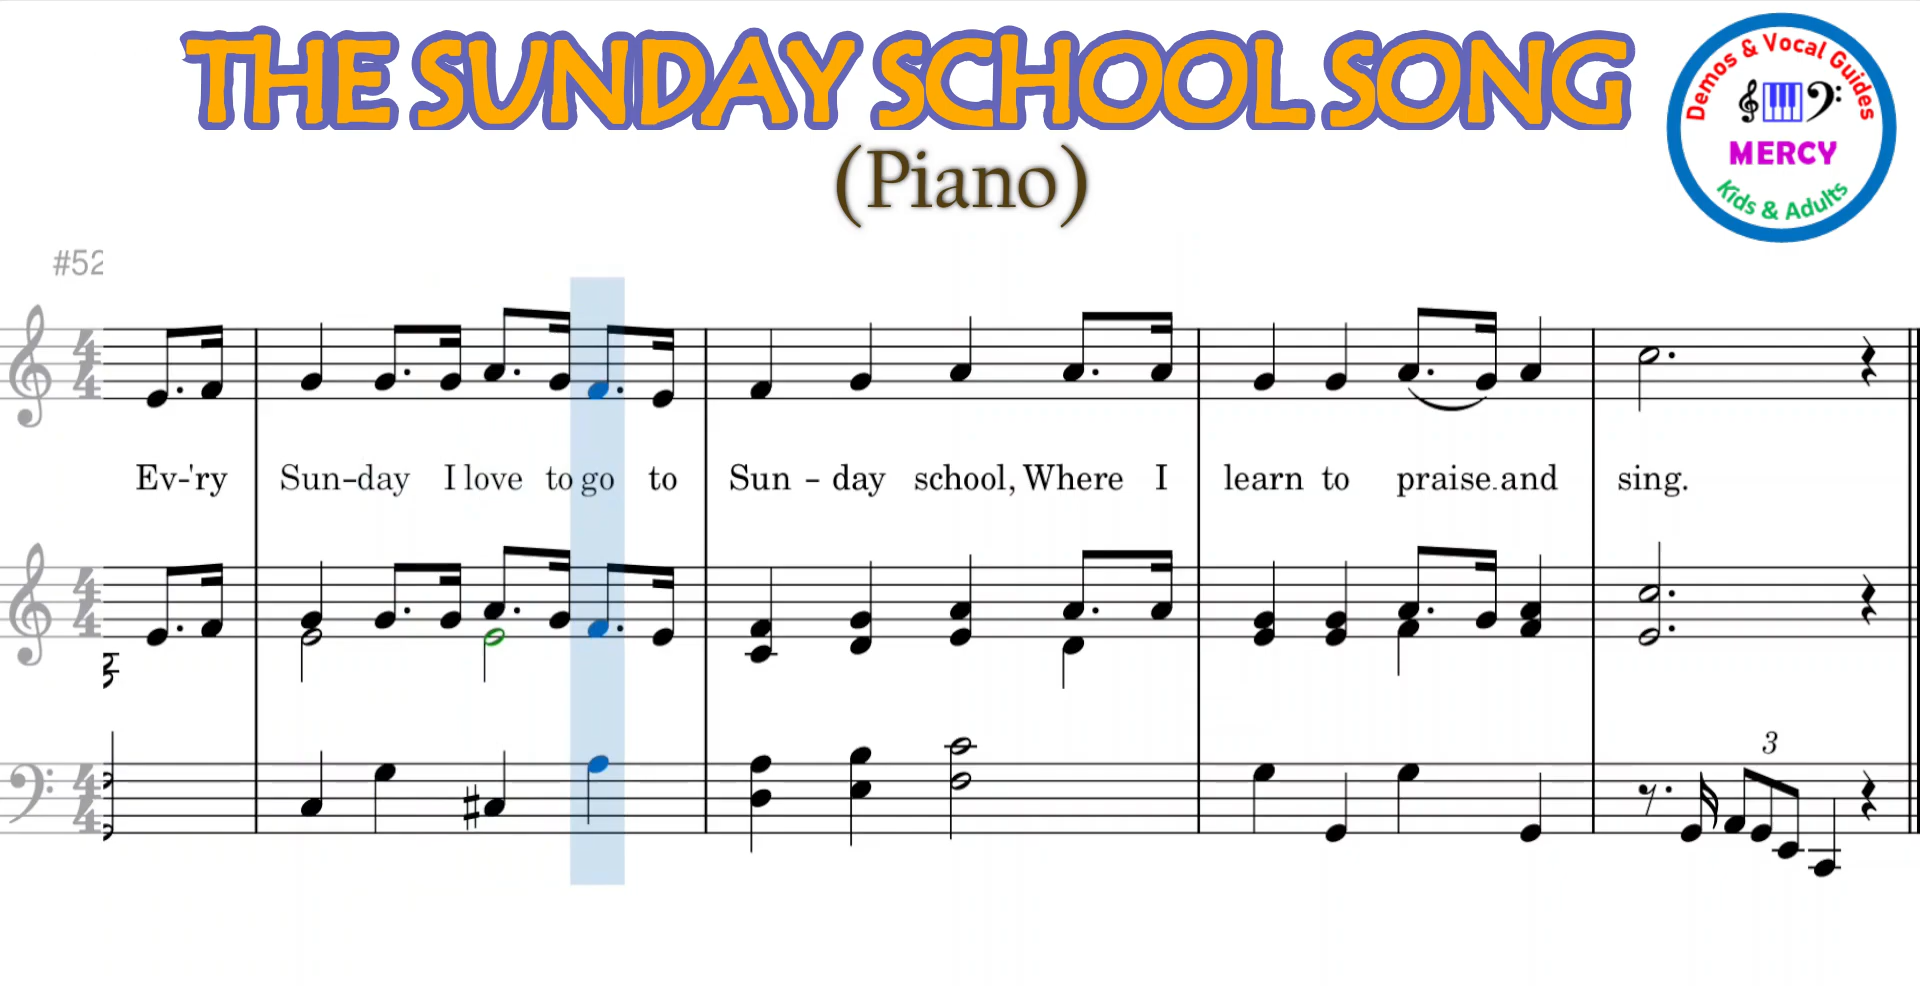 THE SUNDAY SCHOOL SONG
(Piano)
Demos & Vocal Guides
MERCY
Kids & Adults
#52
Ev-'ry Sun-day I love to go to Sun - day school, Where I learn to praise and sing.
3